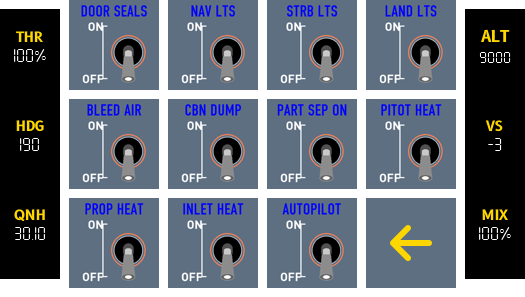 THR
100%
HDG
190
QNH
30.10
DOOR SEALS
ON
OFF
NAV LTS
ON
OFF
STRB LTS
ON
OFF
LAND LTS
ON
OFF
BLEED AIR
ON
OFF
CBN DUMP
ON
OFF
PART SEP ON
ON
OFF
PITOT HEAT
ON
OFF
PROP HEAT
ON
OFF
INLET HEAT
ON
OFF
AUTOPILOT
ON
OFF
ALT
9000
VS
-3
MIX
100%